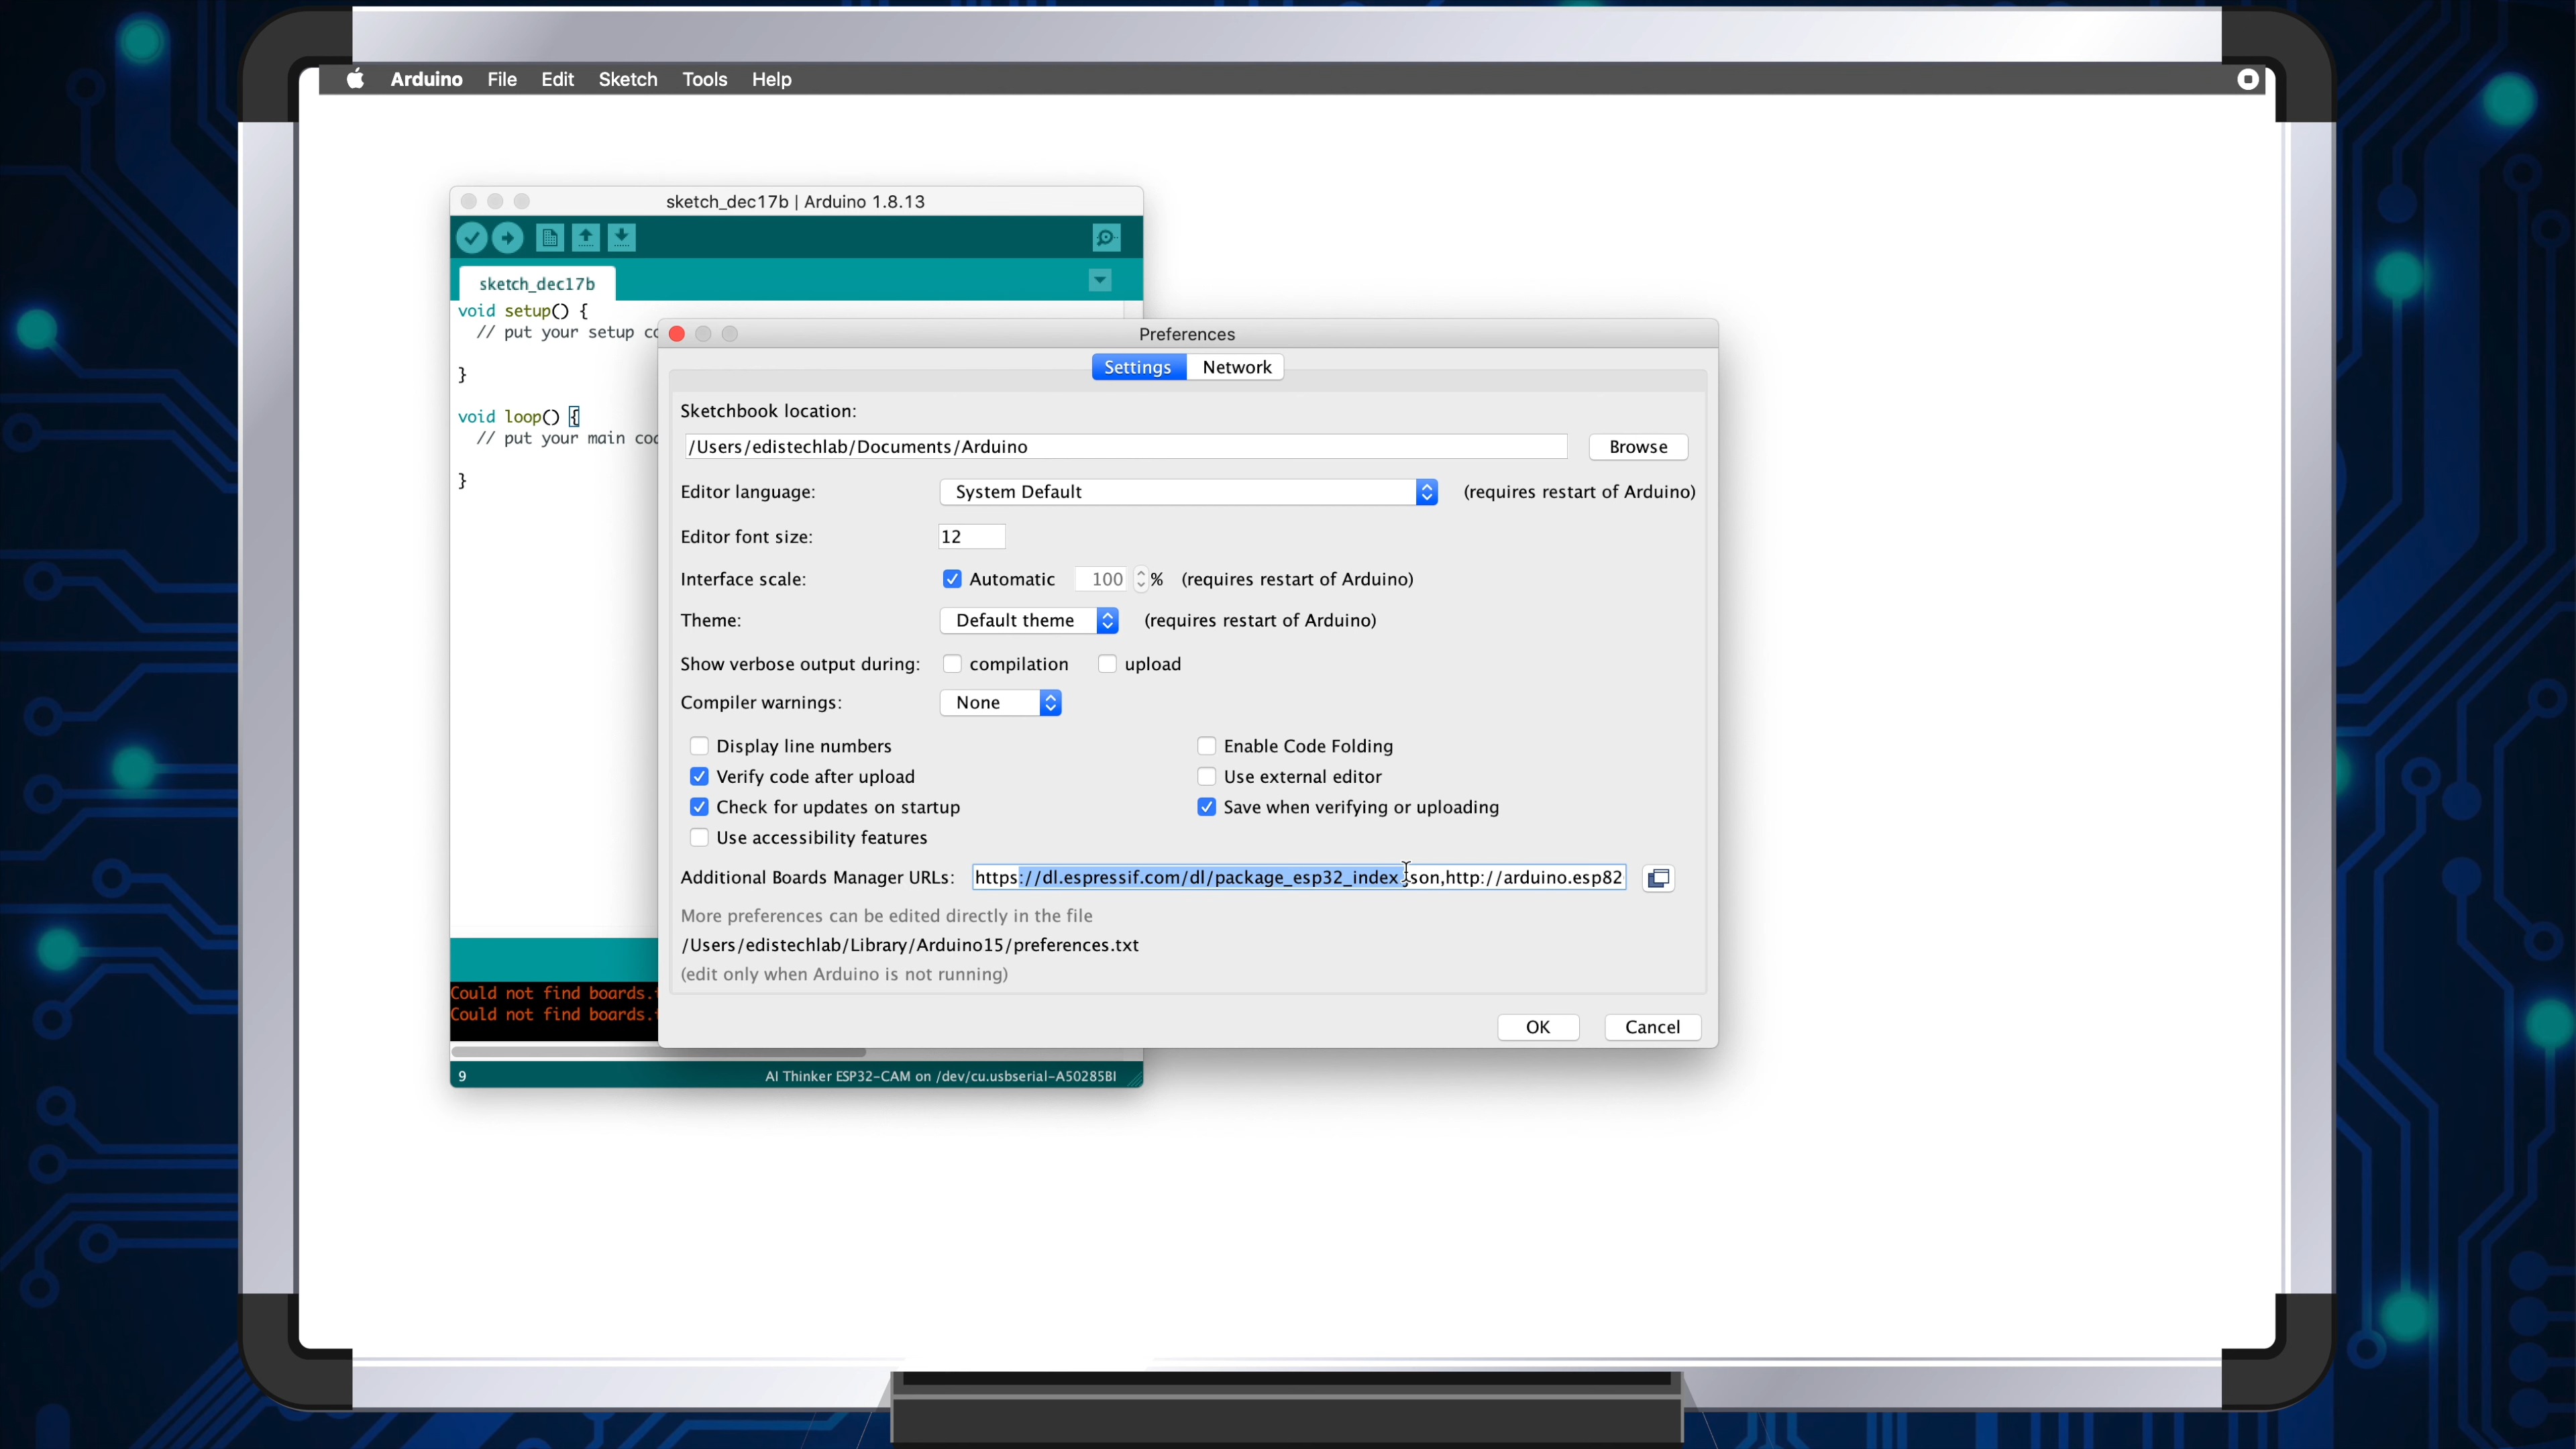 Arduino File Edit Sketch Tools Help
sketch_dec17b | Arduino 1.8.13
sketch_dec17b
void setup() {
// put your setup co
}
void loop() {
// put your main cod
}
Preferences
Settings Network
Sketchbook location:
/Users/edistechlab/Documents/Arduino Browse
Editor language: System Default (requires restart of Arduino)
Editor font size: 12
Interface scale: Automatic 100 % (requires restart of Arduino)
Theme: Default theme (requires restart of Arduino)
Show verbose output during: compilation upload
Compiler warnings: None
Display line numbers Enable Code Folding
Verify code after upload Use external editor
Check for updates on startup Save when verifying or uploading
Use accessibility features
Additional Boards Manager URLs: https://dl.espressif.com/dl/package_esp32_index.json,http://arduino.esp82
More preferences can be edited directly in the file
/Users/edistechlab/Library/Arduino15/preferences.txt
(edit only when Arduino is not running)
OK Cancel
Could not find boards.t
Could not find boards.t
9 AI Thinker ESP32-CAM on /dev/cu.usbserial-A50285BI